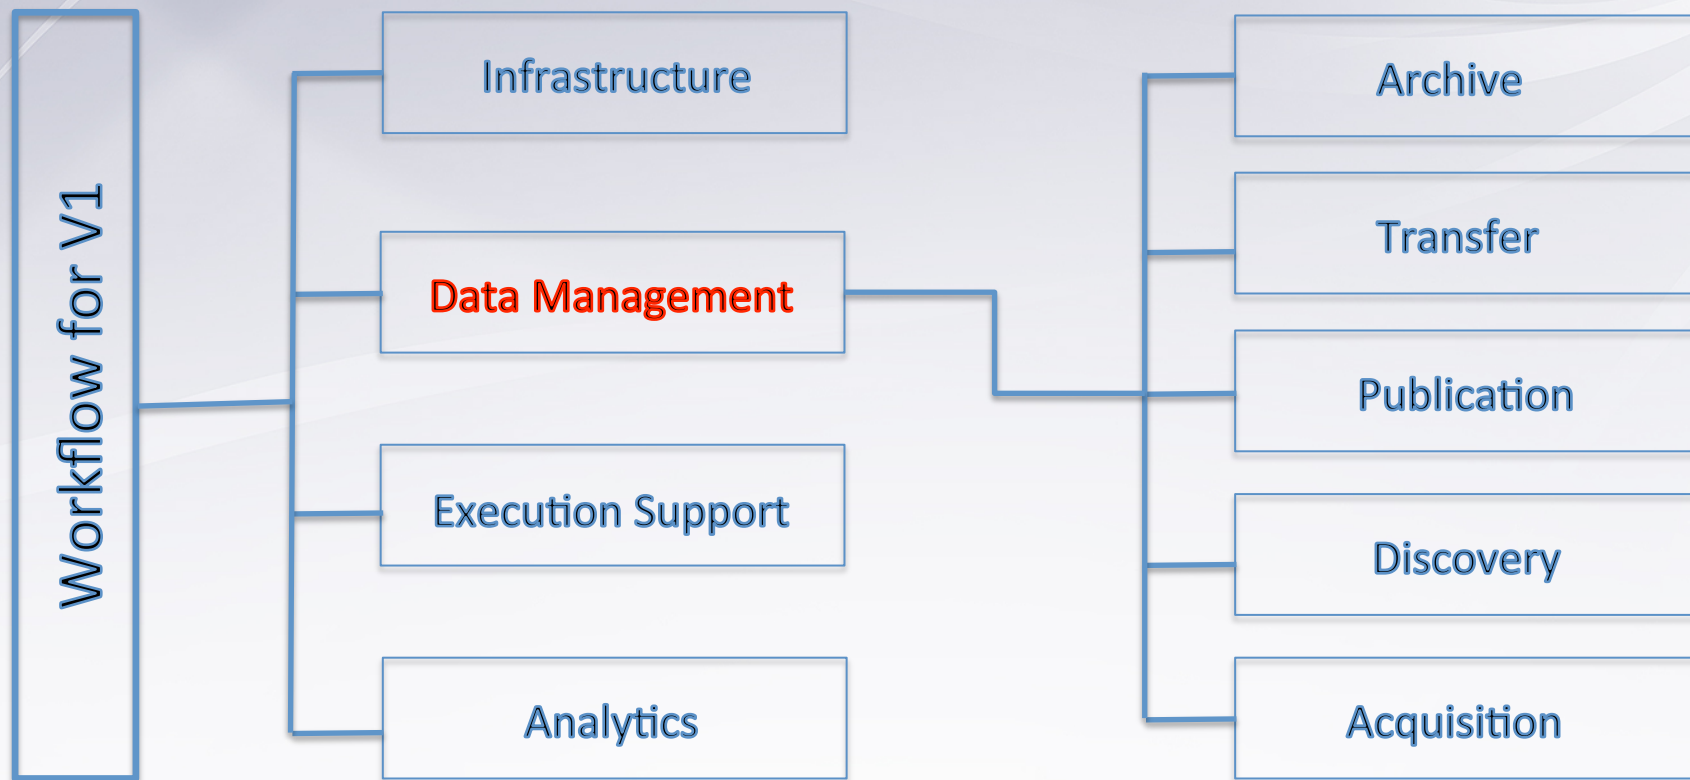 Workflow for V1
Infrastructure
Data Management
Execution Support
Analytics
Archive
Transfer
Publication
Discovery
Acquisition